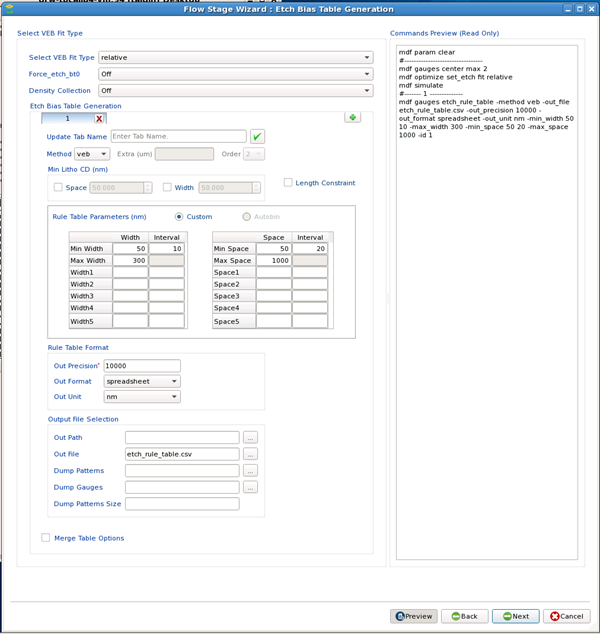 Flow Stage Wizard : Etch Bias Table Generation
Select VEB Fit Type
Select VEB Fit Type relative
Force_etch_bt0 Off
Density Collection Off
Etch Bias Table Generation
1 X
Update Tab Name Enter Tab Name.
Method veb Extra (um) Order 2
Min Litho CD (nm)
Space 50.000 Width 50.000 Length Constraint
Rule Table Parameters (nm) Custom Autobin
Width Interval
Min Width 50 10
Max Width 300
Width1
Width2
Width3
Width4
Width5
Space Interval
Min Space 50 20
Max Space 1000
Space1
Space2
Space3
Space4
Space5
Rule Table Format
Out Precision* 10000
Out Format spreadsheet
Out Unit nm
Output File Selection
Out Path ...
Out File etch_rule_table.csv ...
Dump Patterns ...
Dump Gauges ...
Dump Patterns Size
Merge Table Options
Commands Preview (Read Only)
mdf param clear
#--------------------------------
mdf gauges center max 2
mdf optimize set_etch fit relative
mdf simulate
#------- 1 --------------
mdf gauges etch_rule_table -method veb -out_file
etch_rule_table.csv -out_precision 10000 -
out_format spreadsheet -out_unit nm -min_width 50
10 -max_width 300 -min_space 50 20 -max_space
1000 -id 1
Preview Back Next Cancel